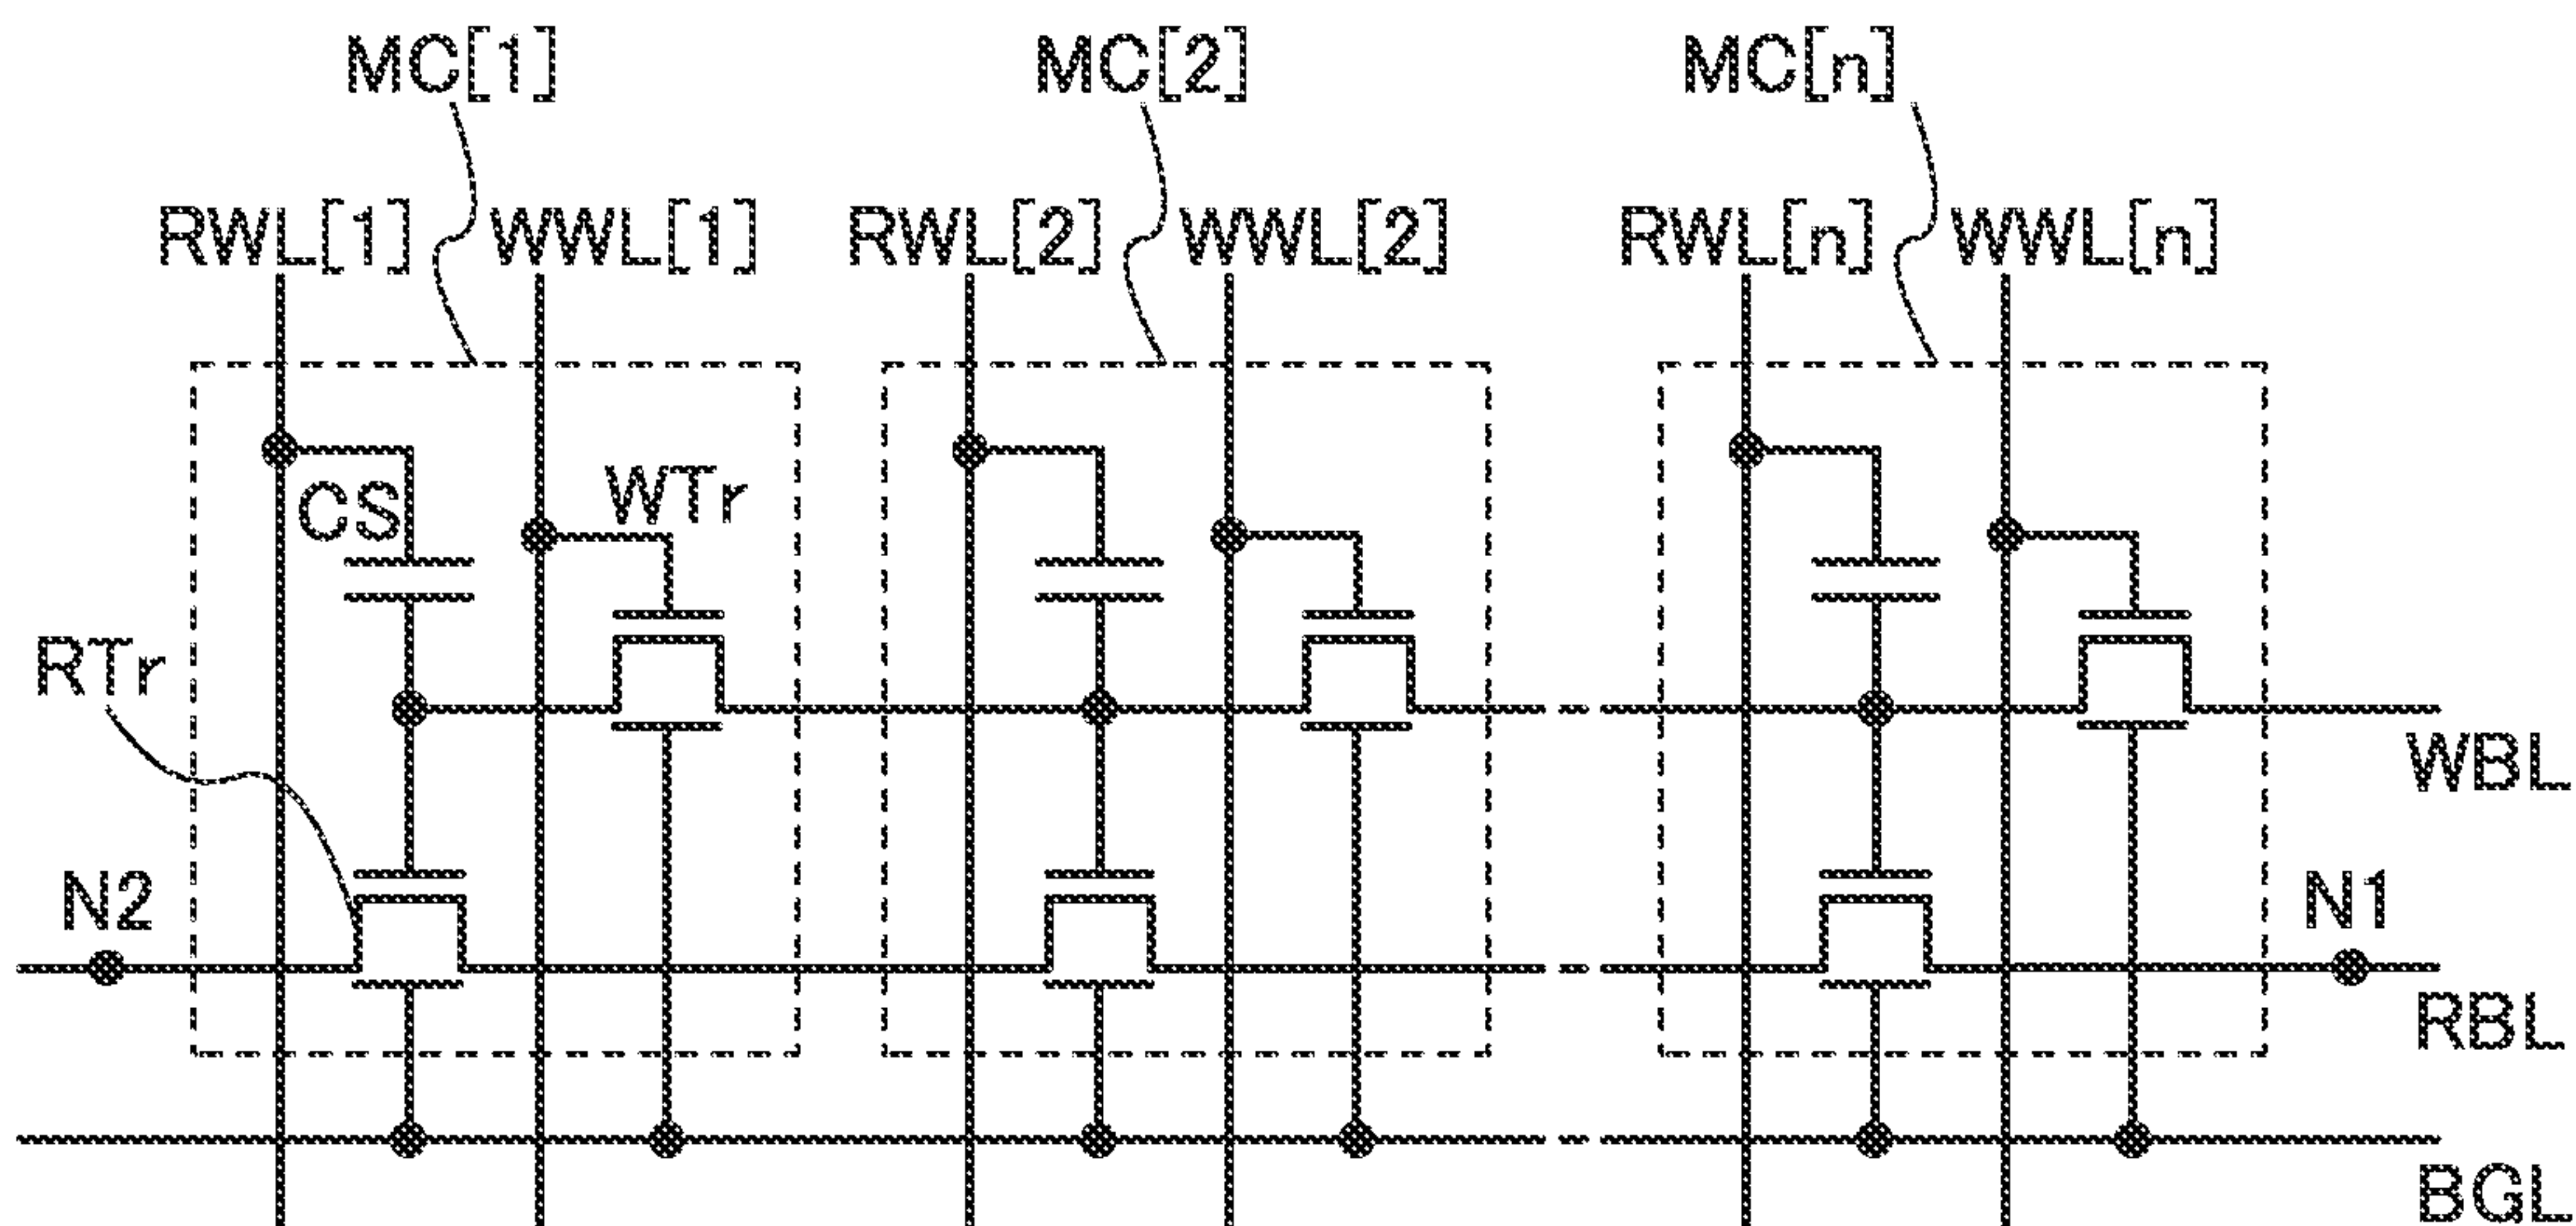 MC[1] MC[2] MC[n]
RWL[1] WWL[1] RWL[2] WWL[2] RWL[n] WWL[n]
CS WTr
RTr
WBL
N2 N1
RBL
BGL